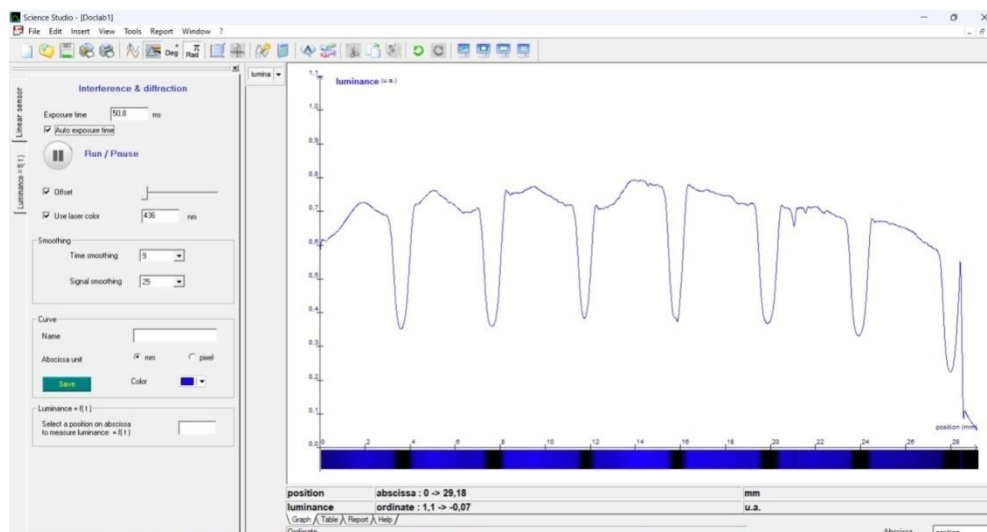 Science Studio - [Doclab1]
File Edit Insert View Tools Report Window ?
Deg Rad π
Linear sensor
Luminance = f( t )
Interference & diffraction
Exposure time 50,8 ms
Auto exposure time
Run / Pause
Offset
Use laser color 436 nm
Smoothing
Time smoothing 9
Signal smoothing 25
Curve
Name
Abscissa unit mm pixel
Save Color
Luminance = f( t )
Select a position on abscissa
to measure luminance = f( t )
lumina
luminance (u.a.)
1,1
1,0
0,9
0,8
0,7
0,6
0,5
0,4
0,3
0,2
0,1
0,0
position (mm)
0 2 4 6 8 10 12 14 16 18 20 22 24 26 28
position abscissa : 0 -> 29,18 mm
luminance ordinate : 1,1 -> -0,07 u.a.
Graph Table Report Help
Ordinate Abscissa position